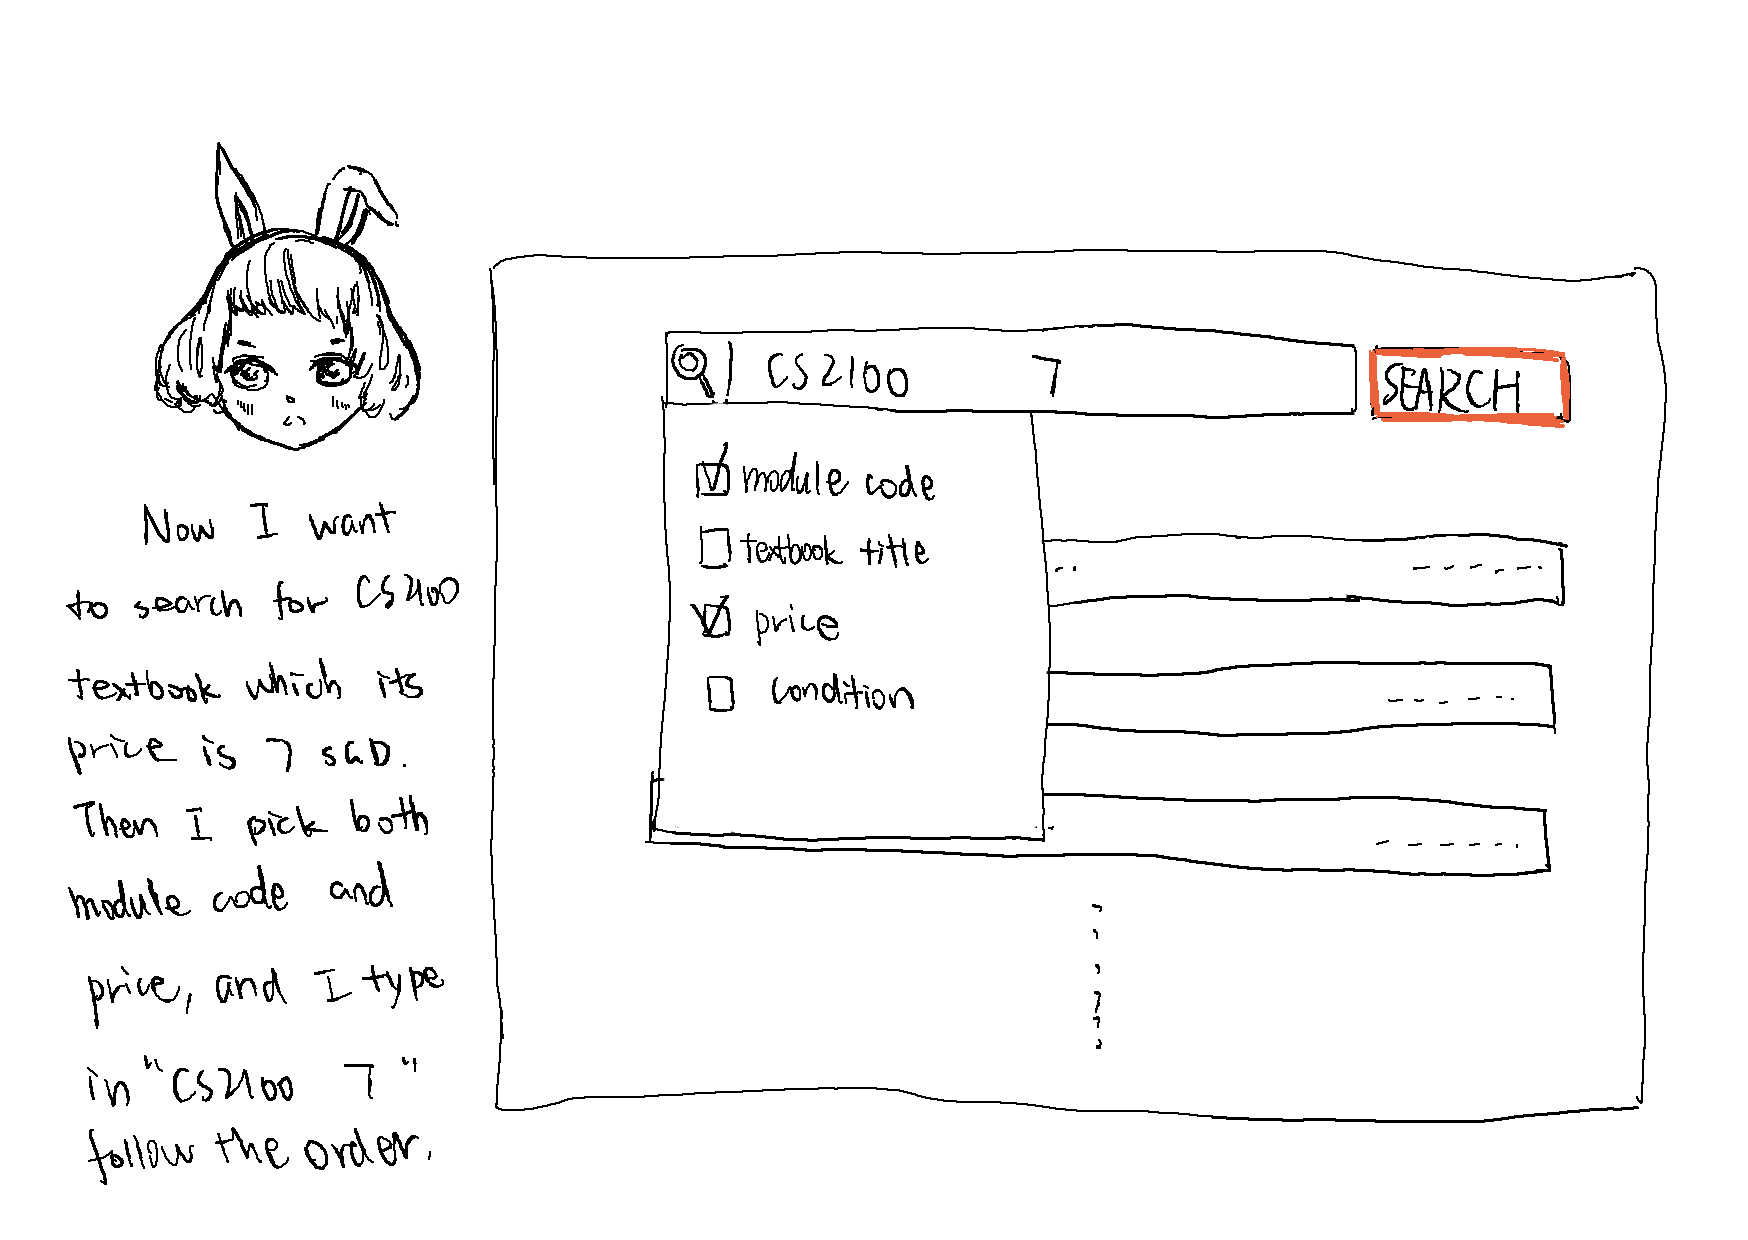 Now I want
to search for CS2100
textbook which its
price is 7 SGD.
Then I pick both
module code and
price, and I type
in "CS2100 7"
follow the order.
CS2100 7
SEARCH
module code
textbook title
price
condition